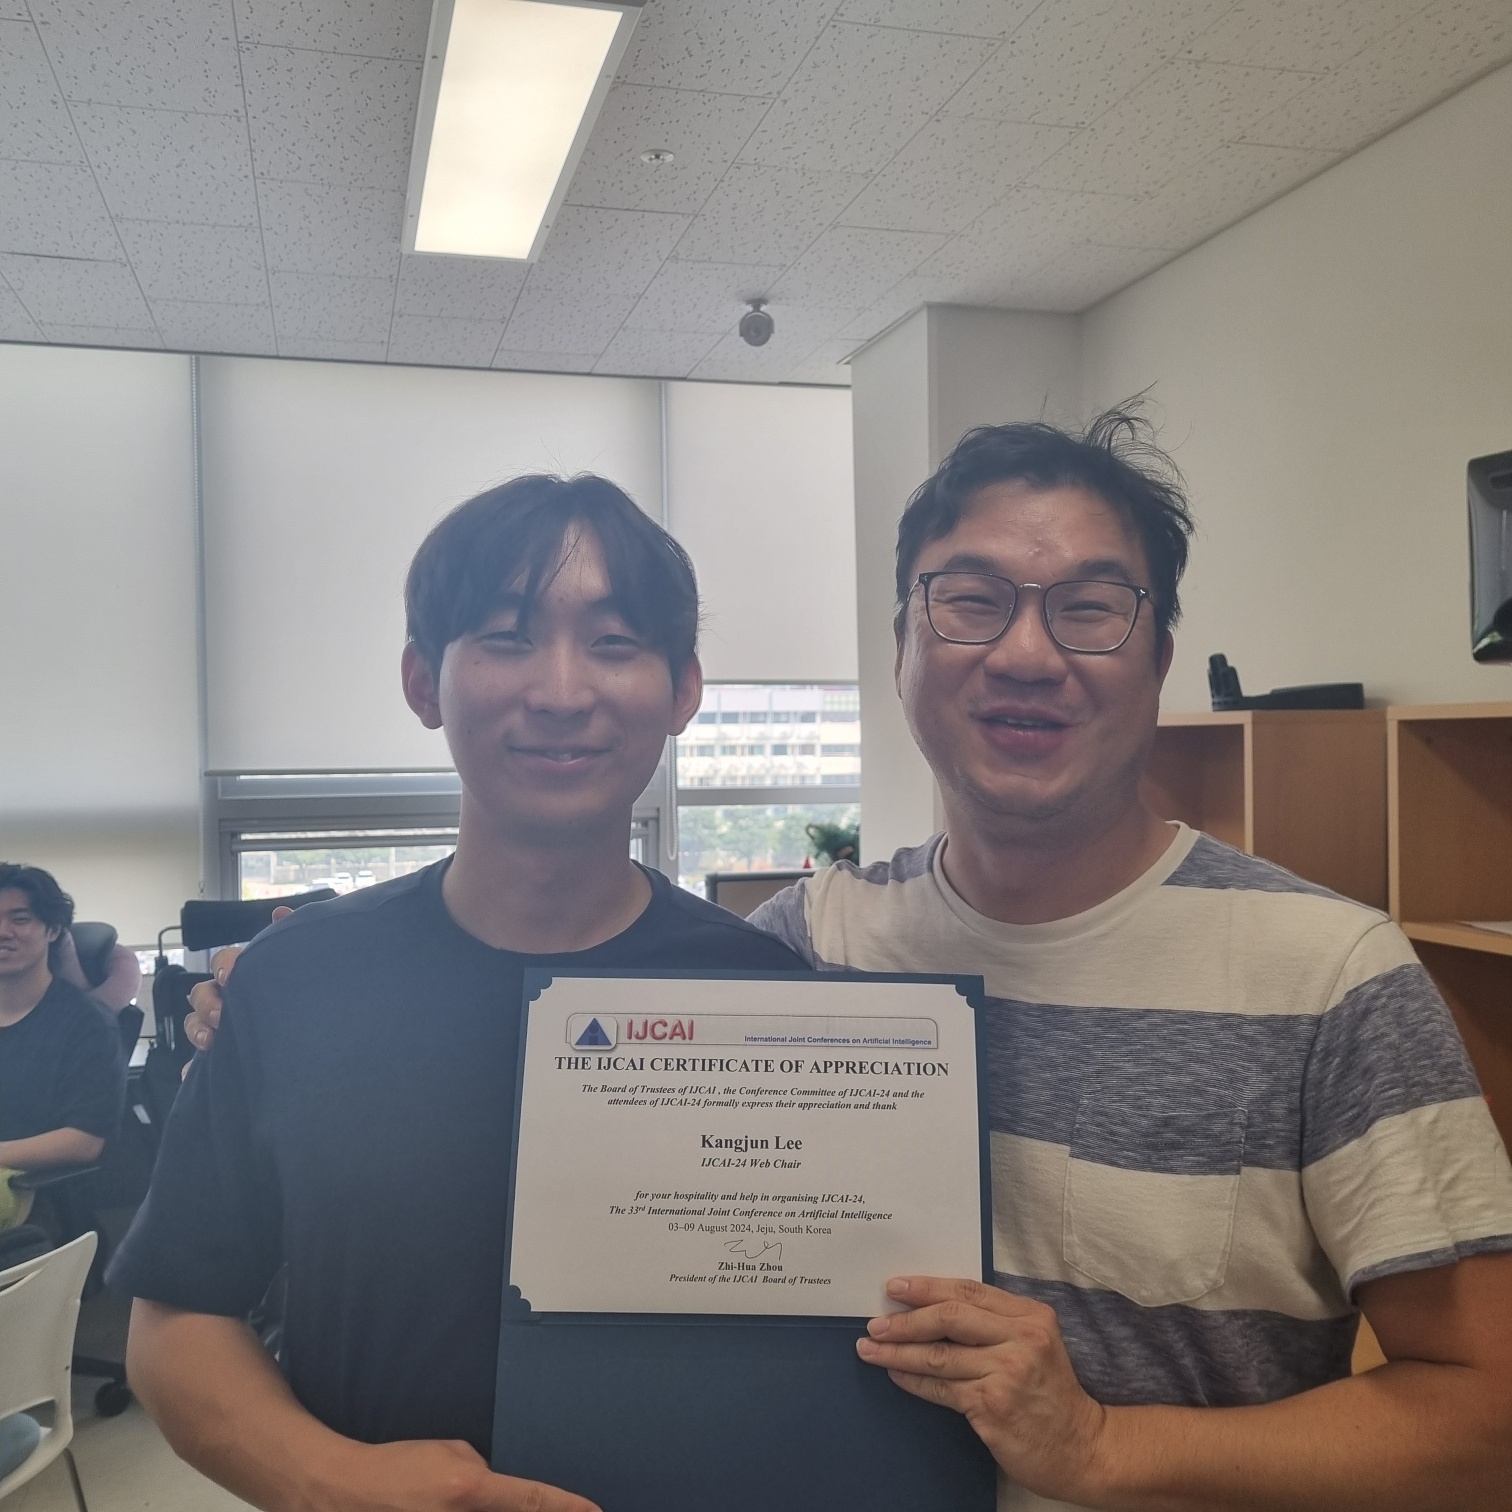 IJCAI
International Joint Conferences on Artificial Intelligence
THE IJCAI CERTIFICATE OF APPRECIATION
The Board of Trustees of IJCAI , the Conference Committee of IJCAI-24 and the
attendees of IJCAI-24 formally express their appreciation and thank
Kangjun Lee
IJCAI-24 Web Chair
for your hospitality and help in organising IJCAI-24,
The 33rd International Joint Conference on Artificial Intelligence
03–09 August 2024, Jeju, South Korea
Zhi-Hua Zhou
President of the IJCAI Board of Trustees